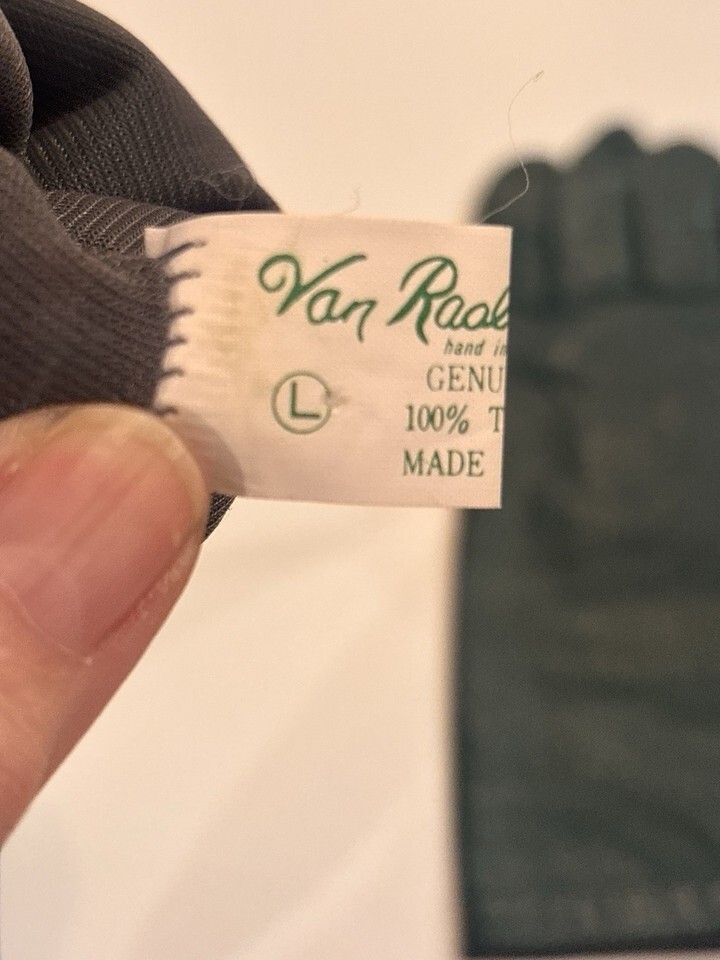 Van Raal
hand in
GENU
L
100% T
MADE